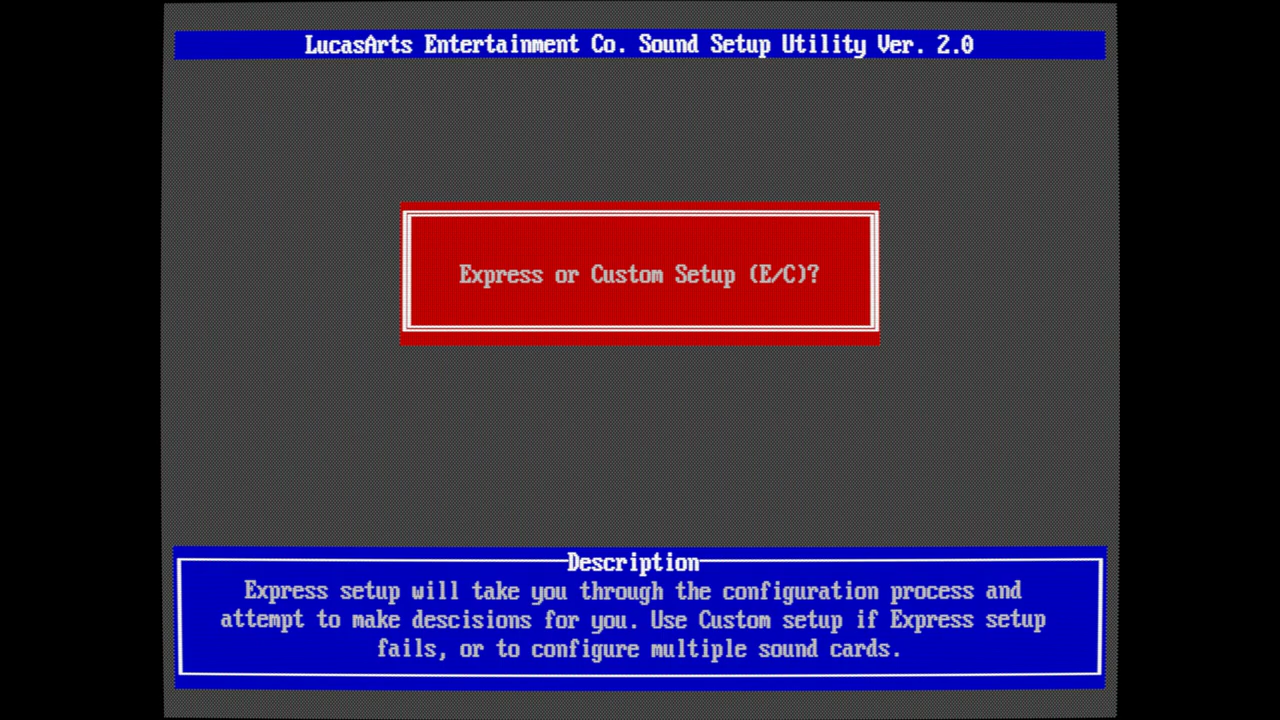 LucasArts Entertainment Co. Sound Setup Utility Ver. 2.0
Express or Custom Setup (E/C)?
Description
Express setup will take you through the configuration process and
attempt to make descisions for you. Use Custom setup if Express setup
fails, or to configure multiple sound cards.